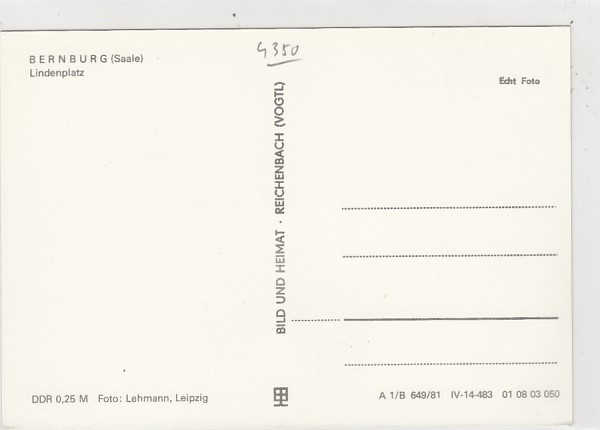 BERNBURG (Saale)
Lindenplatz
4350
Echt Foto
BILD UND HEIMAT · REICHENBACH (VOGTL)
DDR 0,25 M Foto: Lehmann, Leipzig
A 1/B 649/81 IV-14-483 01 08 03 050